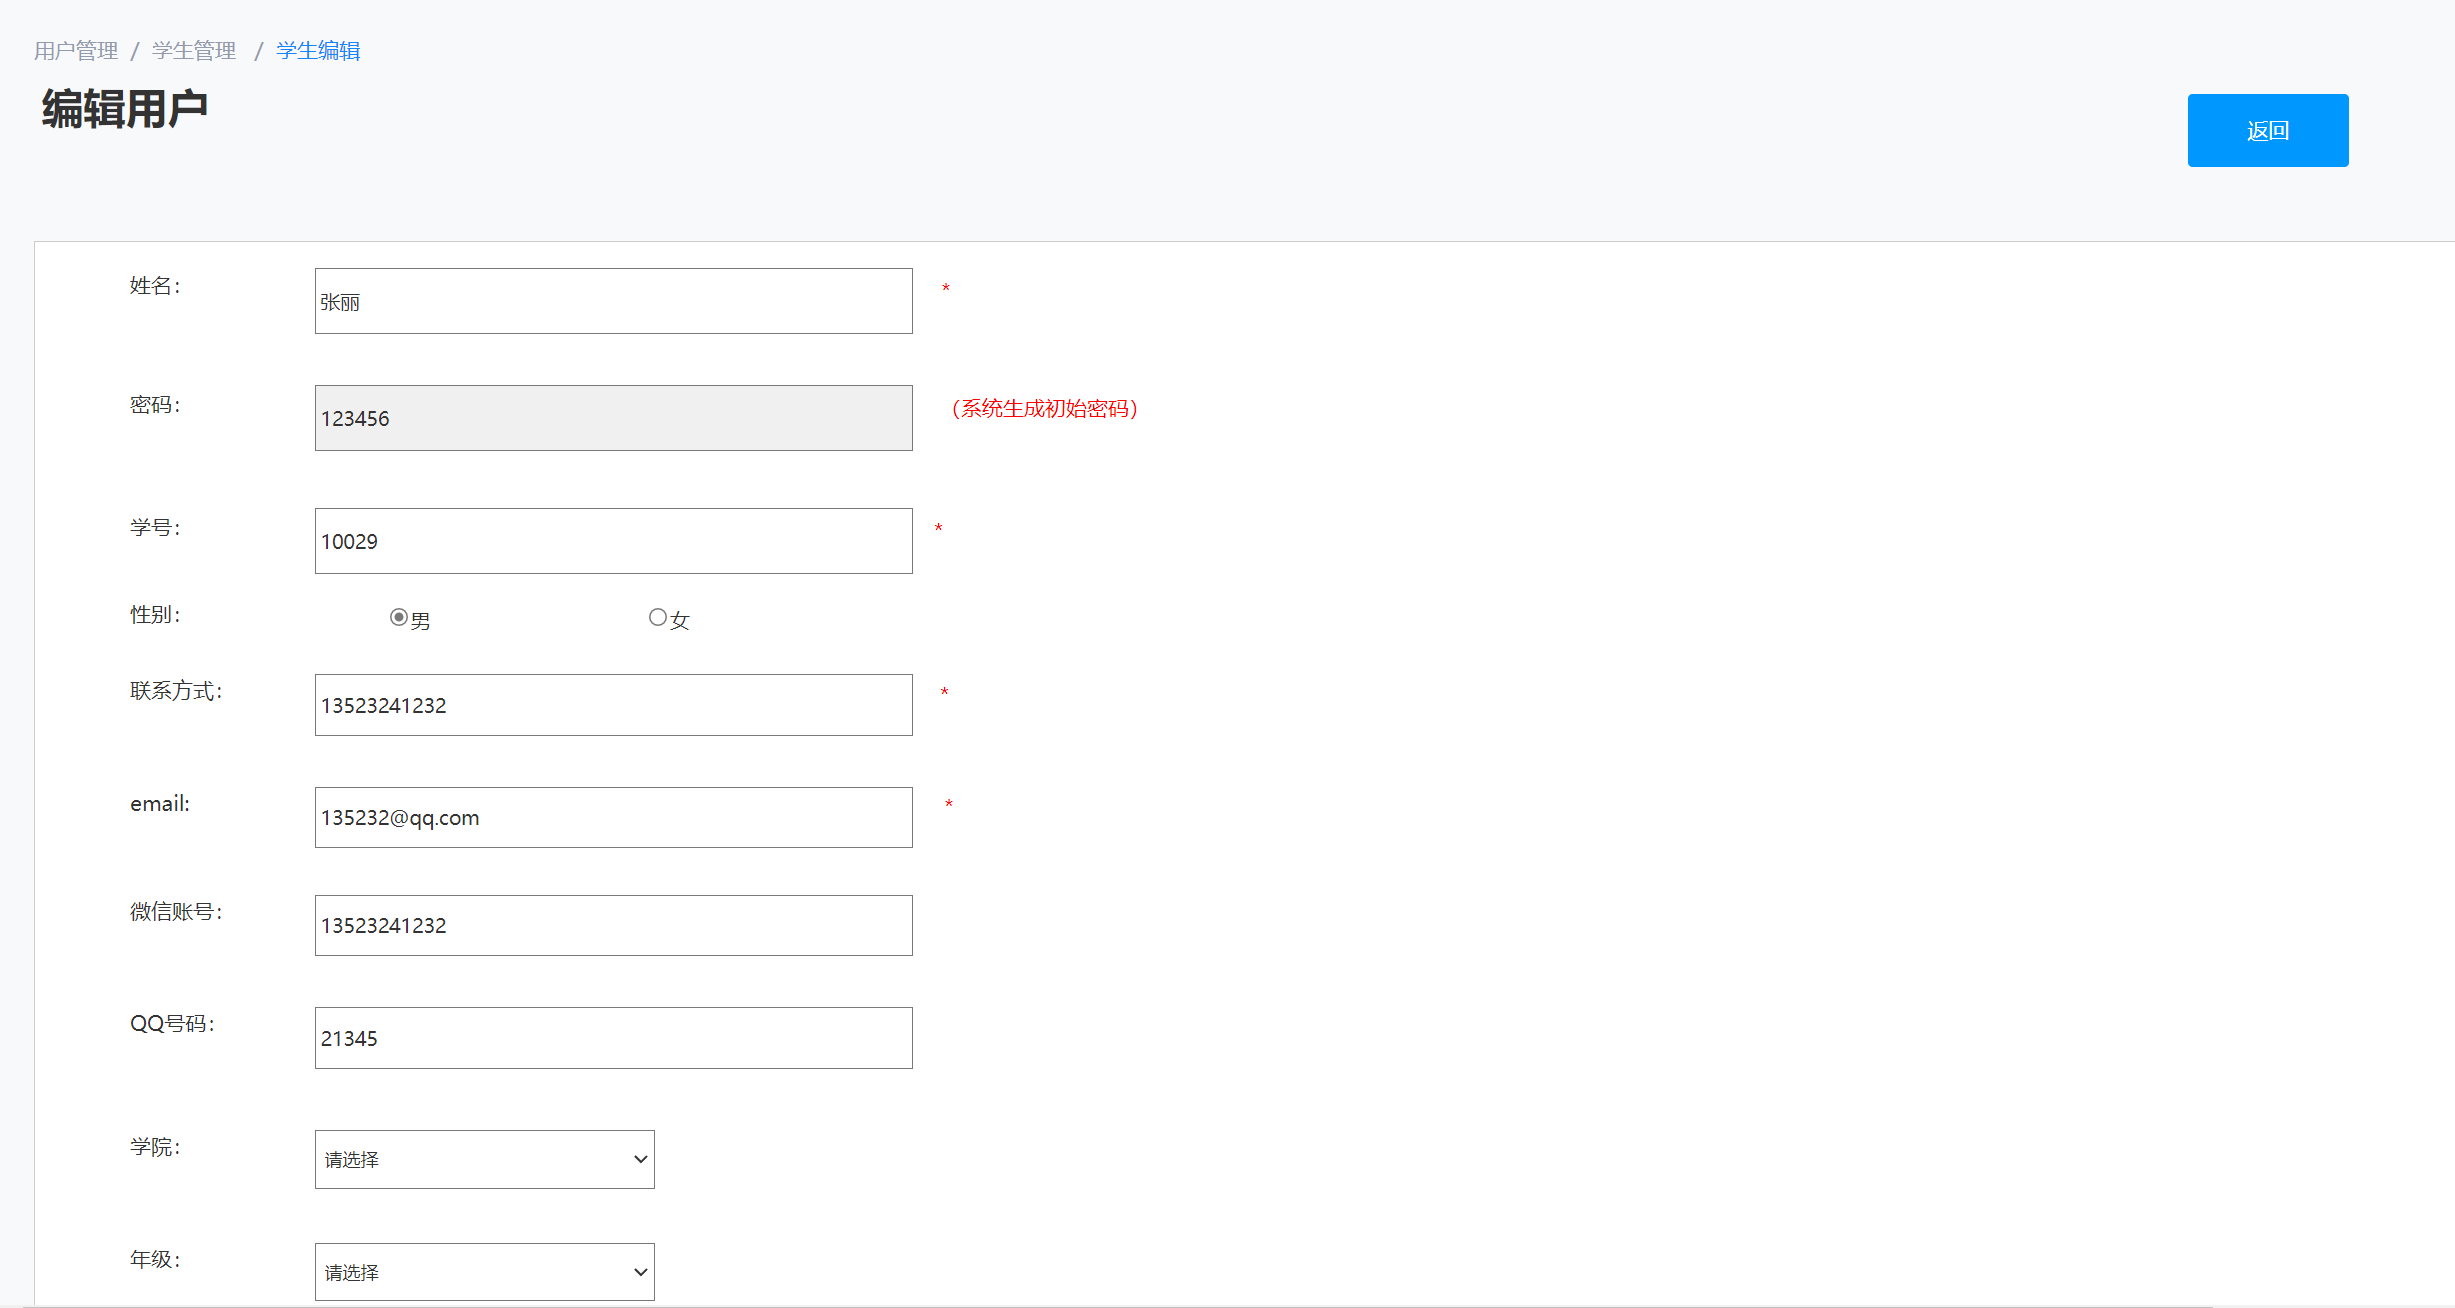 用户管理 / 学生管理 / 学生编辑
编辑用户
返回
姓名： 张丽 *
密码： 123456 （系统生成初始密码）
学号： 10029 *
性别： 男 女
联系方式： 13523241232 *
email: 135232@qq.com *
微信账号： 13523241232
QQ号码： 21345
学院： 请选择
年级： 请选择